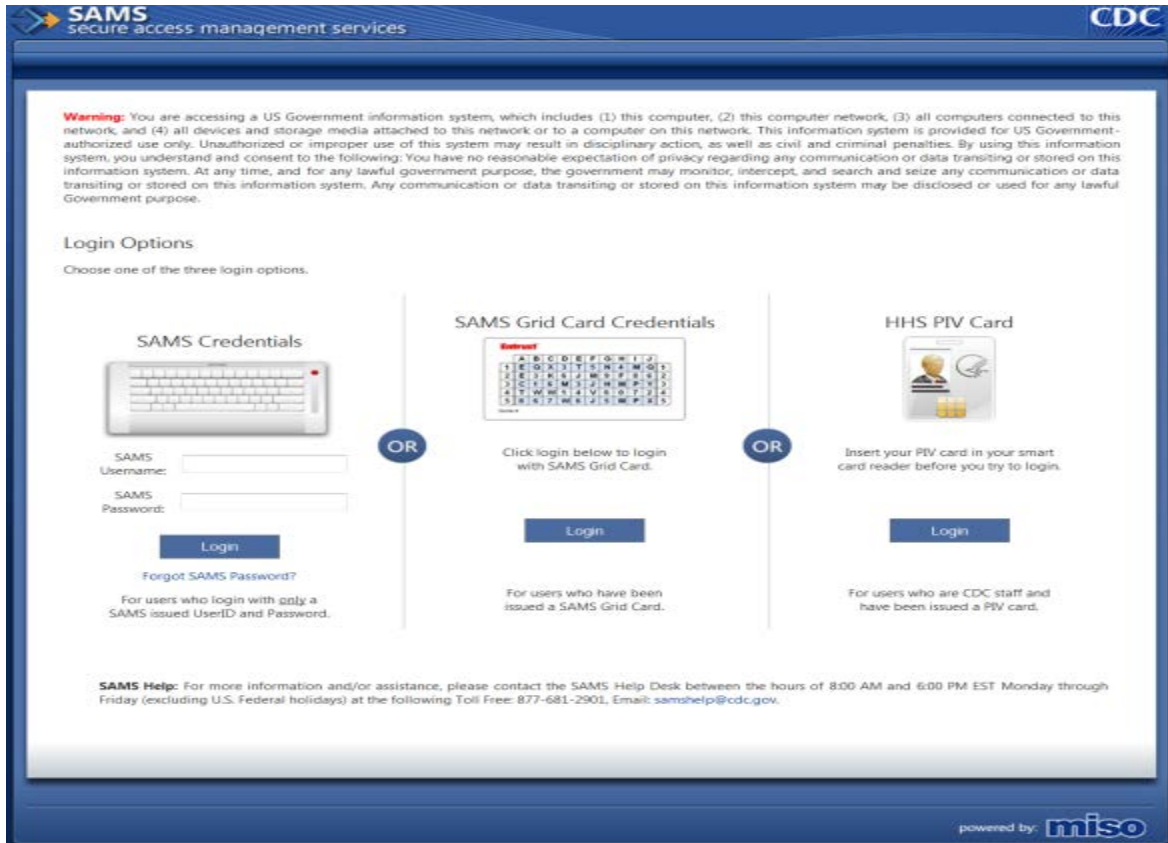 SAMS
secure access management services
CDC
Warning: You are accessing a US Government information system, which includes (1) this computer, (2) this computer network, (3) all computers connected to this
network, and (4) all devices and storage media attached to this network or to a computer on this network. This information system is provided for US Government-
authorized use only. Unauthorized or improper use of this system may result in disciplinary action, as well as civil and criminal penalties. By using this information
system, you understand and consent to the following: You have no reasonable expectation of privacy regarding any communication or data transiting or stored on this
information system. At any time, and for any lawful government purpose, the government may monitor, intercept, and search and seize any communication or data
transiting or stored on this information system. Any communication or data transiting or stored on this information system may be disclosed or used for any lawful
Government purpose.
Login Options
Choose one of the three login options.
SAMS Credentials
SAMS
Username:
SAMS
Password:
Login
Forgot SAMS Password?
For users who login with only a
SAMS issued UserID and Password.
OR
SAMS Grid Card Credentials
Entrust
A B C D E F G H I J
Click login below to login
with SAMS Grid Card.
Login
For users who have been
issued a SAMS Grid Card.
OR
HHS PIV Card
Insert your PIV card in your smart
card reader before you try to login.
Login
For users who are CDC staff and
have been issued a PIV card.
SAMS Help: For more information and/or assistance, please contact the SAMS Help Desk between the hours of 8:00 AM and 6:00 PM EST Monday through
Friday (excluding U.S. Federal holidays) at the following Toll Free: 877-681-2901, Email: samshelp@cdc.gov.
powered by: miso